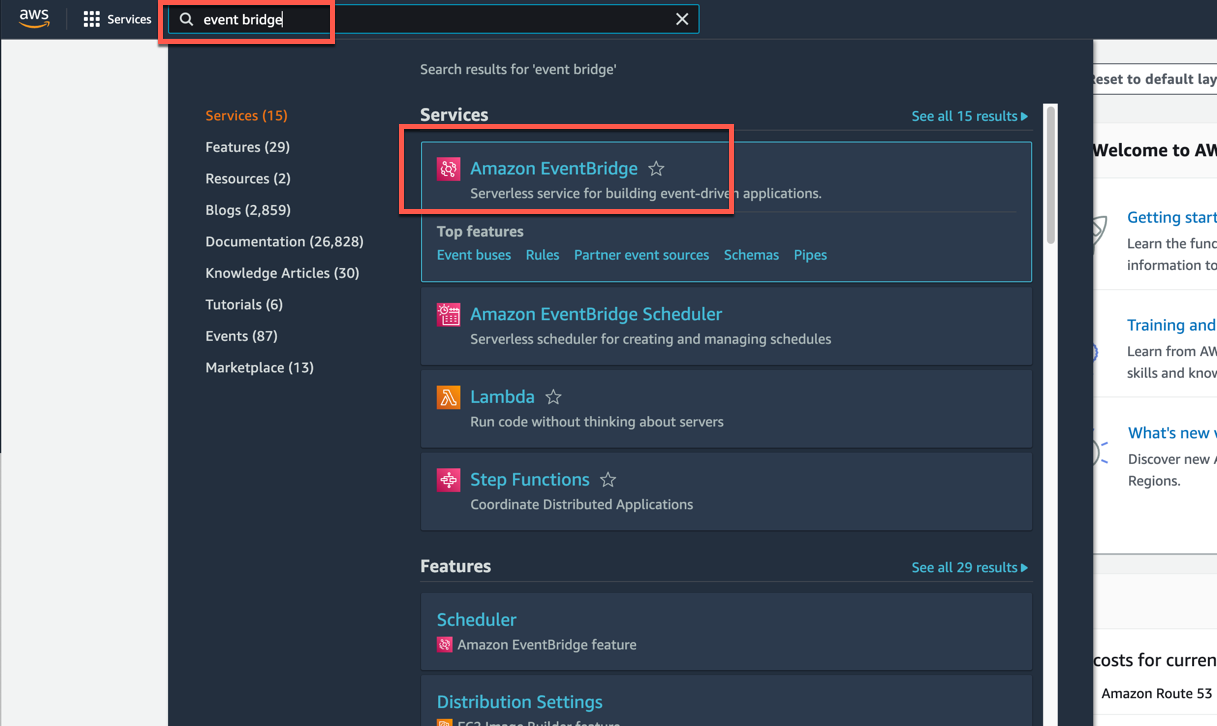 aws
Services
event bridge
Search results for 'event bridge'
Services (15)
Features (29)
Resources (2)
Blogs (2,859)
Documentation (26,828)
Knowledge Articles (30)
Tutorials (6)
Events (87)
Marketplace (13)
Services
See all 15 results
Amazon EventBridge
Serverless service for building event-driven applications.
Top features
Event buses Rules Partner event sources Schemas Pipes
Amazon EventBridge Scheduler
Serverless scheduler for creating and managing schedules
Lambda
Run code without thinking about servers
Step Functions
Coordinate Distributed Applications
Features
See all 29 results
Scheduler
Amazon EventBridge feature
Distribution Settings
EC2 Image Builder feature
Reset to default lay
Welcome to AW
Getting start
Learn the fund
information to
Training and
Learn from AW
skills and know
What's new
Discover new A
Regions.
costs for curren
Amazon Route 53